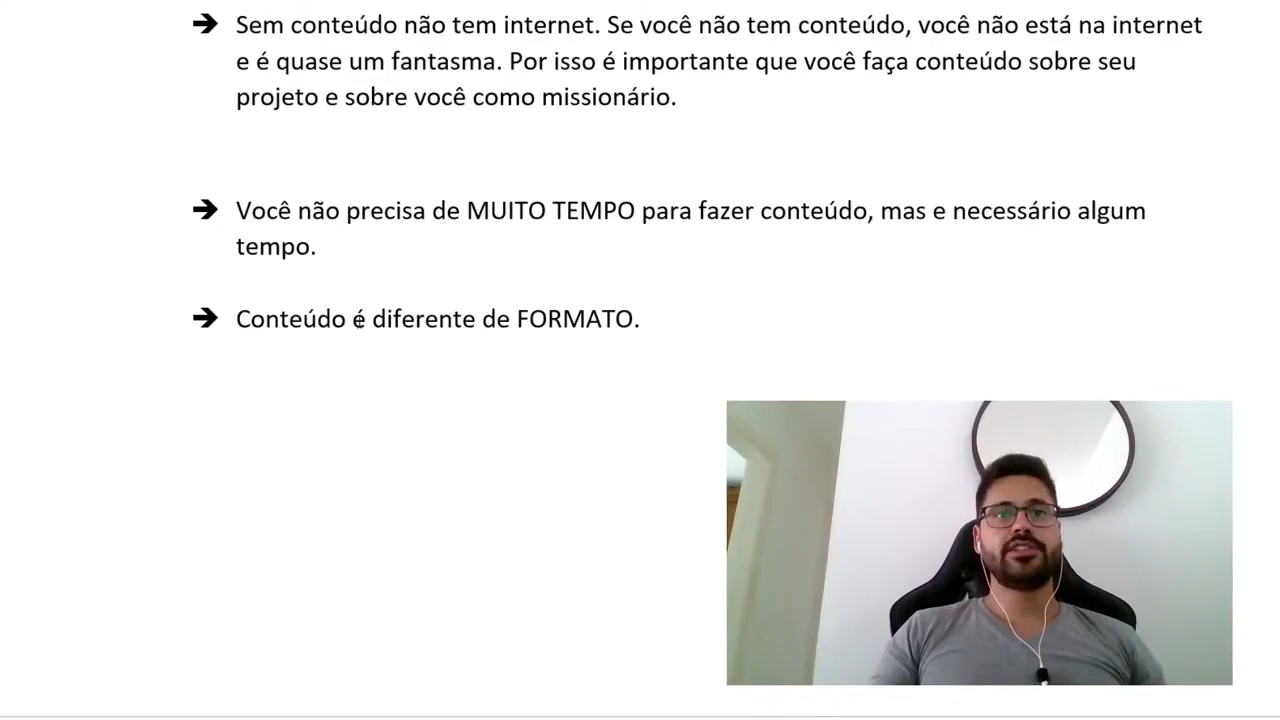 ➔ Sem conteúdo não tem internet. Se você não tem conteúdo, você não está na internet
e é quase um fantasma. Por isso é importante que você faça conteúdo sobre seu
projeto e sobre você como missionário.
➔ Você não precisa de MUITO TEMPO para fazer conteúdo, mas e necessário algum
tempo.
➔ Conteúdo é diferente de FORMATO.